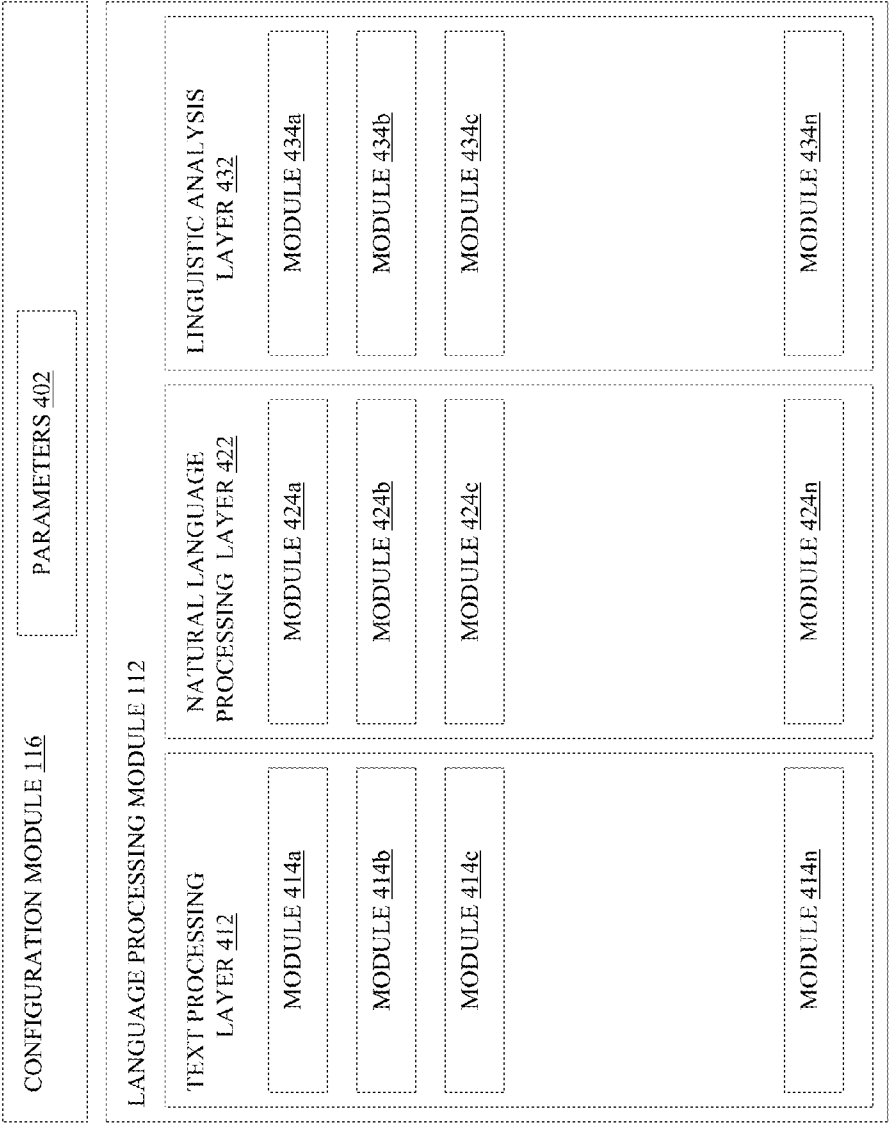 CONFIGURATION MODULE 116
PARAMETERS 402
LANGUAGE PROCESSING MODULE 112
TEXT PROCESSING
LAYER 412
MODULE 414a
MODULE 414b
MODULE 414c
MODULE 414n
NATURAL LANGUAGE
PROCESSING LAYER 422
MODULE 424a
MODULE 424b
MODULE 424c
MODULE 424n
LINGUISTIC ANALYSIS
LAYER 432
MODULE 434a
MODULE 434b
MODULE 434c
MODULE 434n